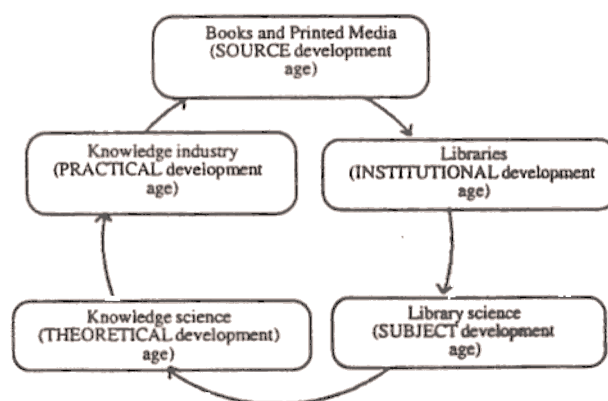 Books and Printed Media
(SOURCE development
age)
Knowledge industry
(PRACTICAL development
age)
Libraries
(INSTITUTIONAL development
age)
Knowledge science
(THEORETICAL development)
age)
Library science
(SUBJECT development
age)